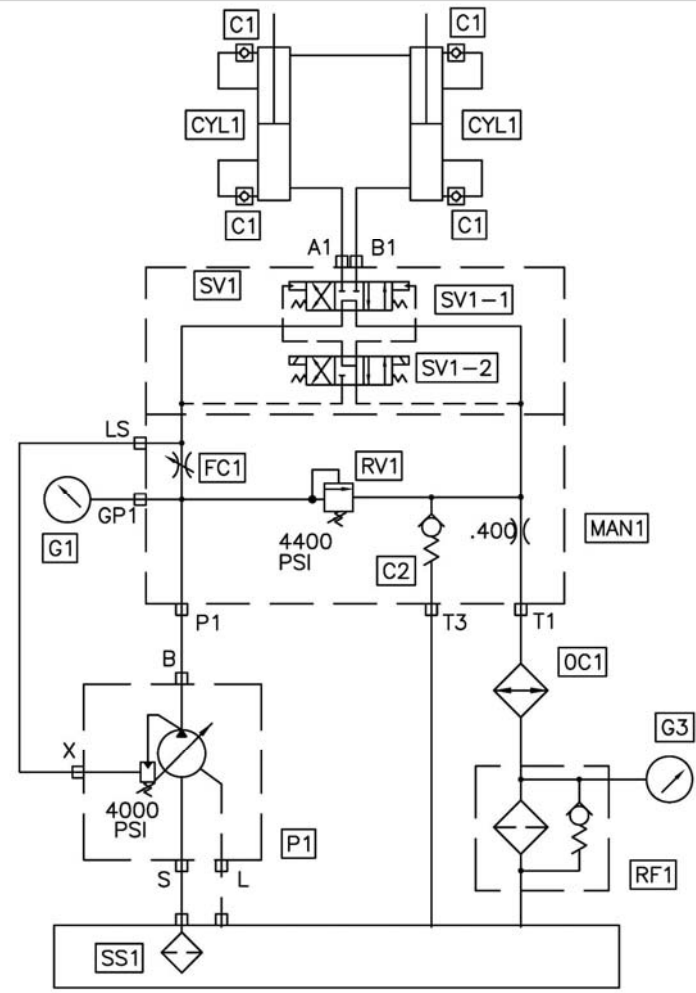 C1
C1
CYL1
CYL1
C1
C1
A1
B1
SV1
SV1-1
SV1-2
LS
FC1
RV1
GP1
G1
4400
PSI
.400
MAN1
C2
P1
T3
T1
B
OC1
X
G3
4000
PSI
P1
S
L
RF1
SS1